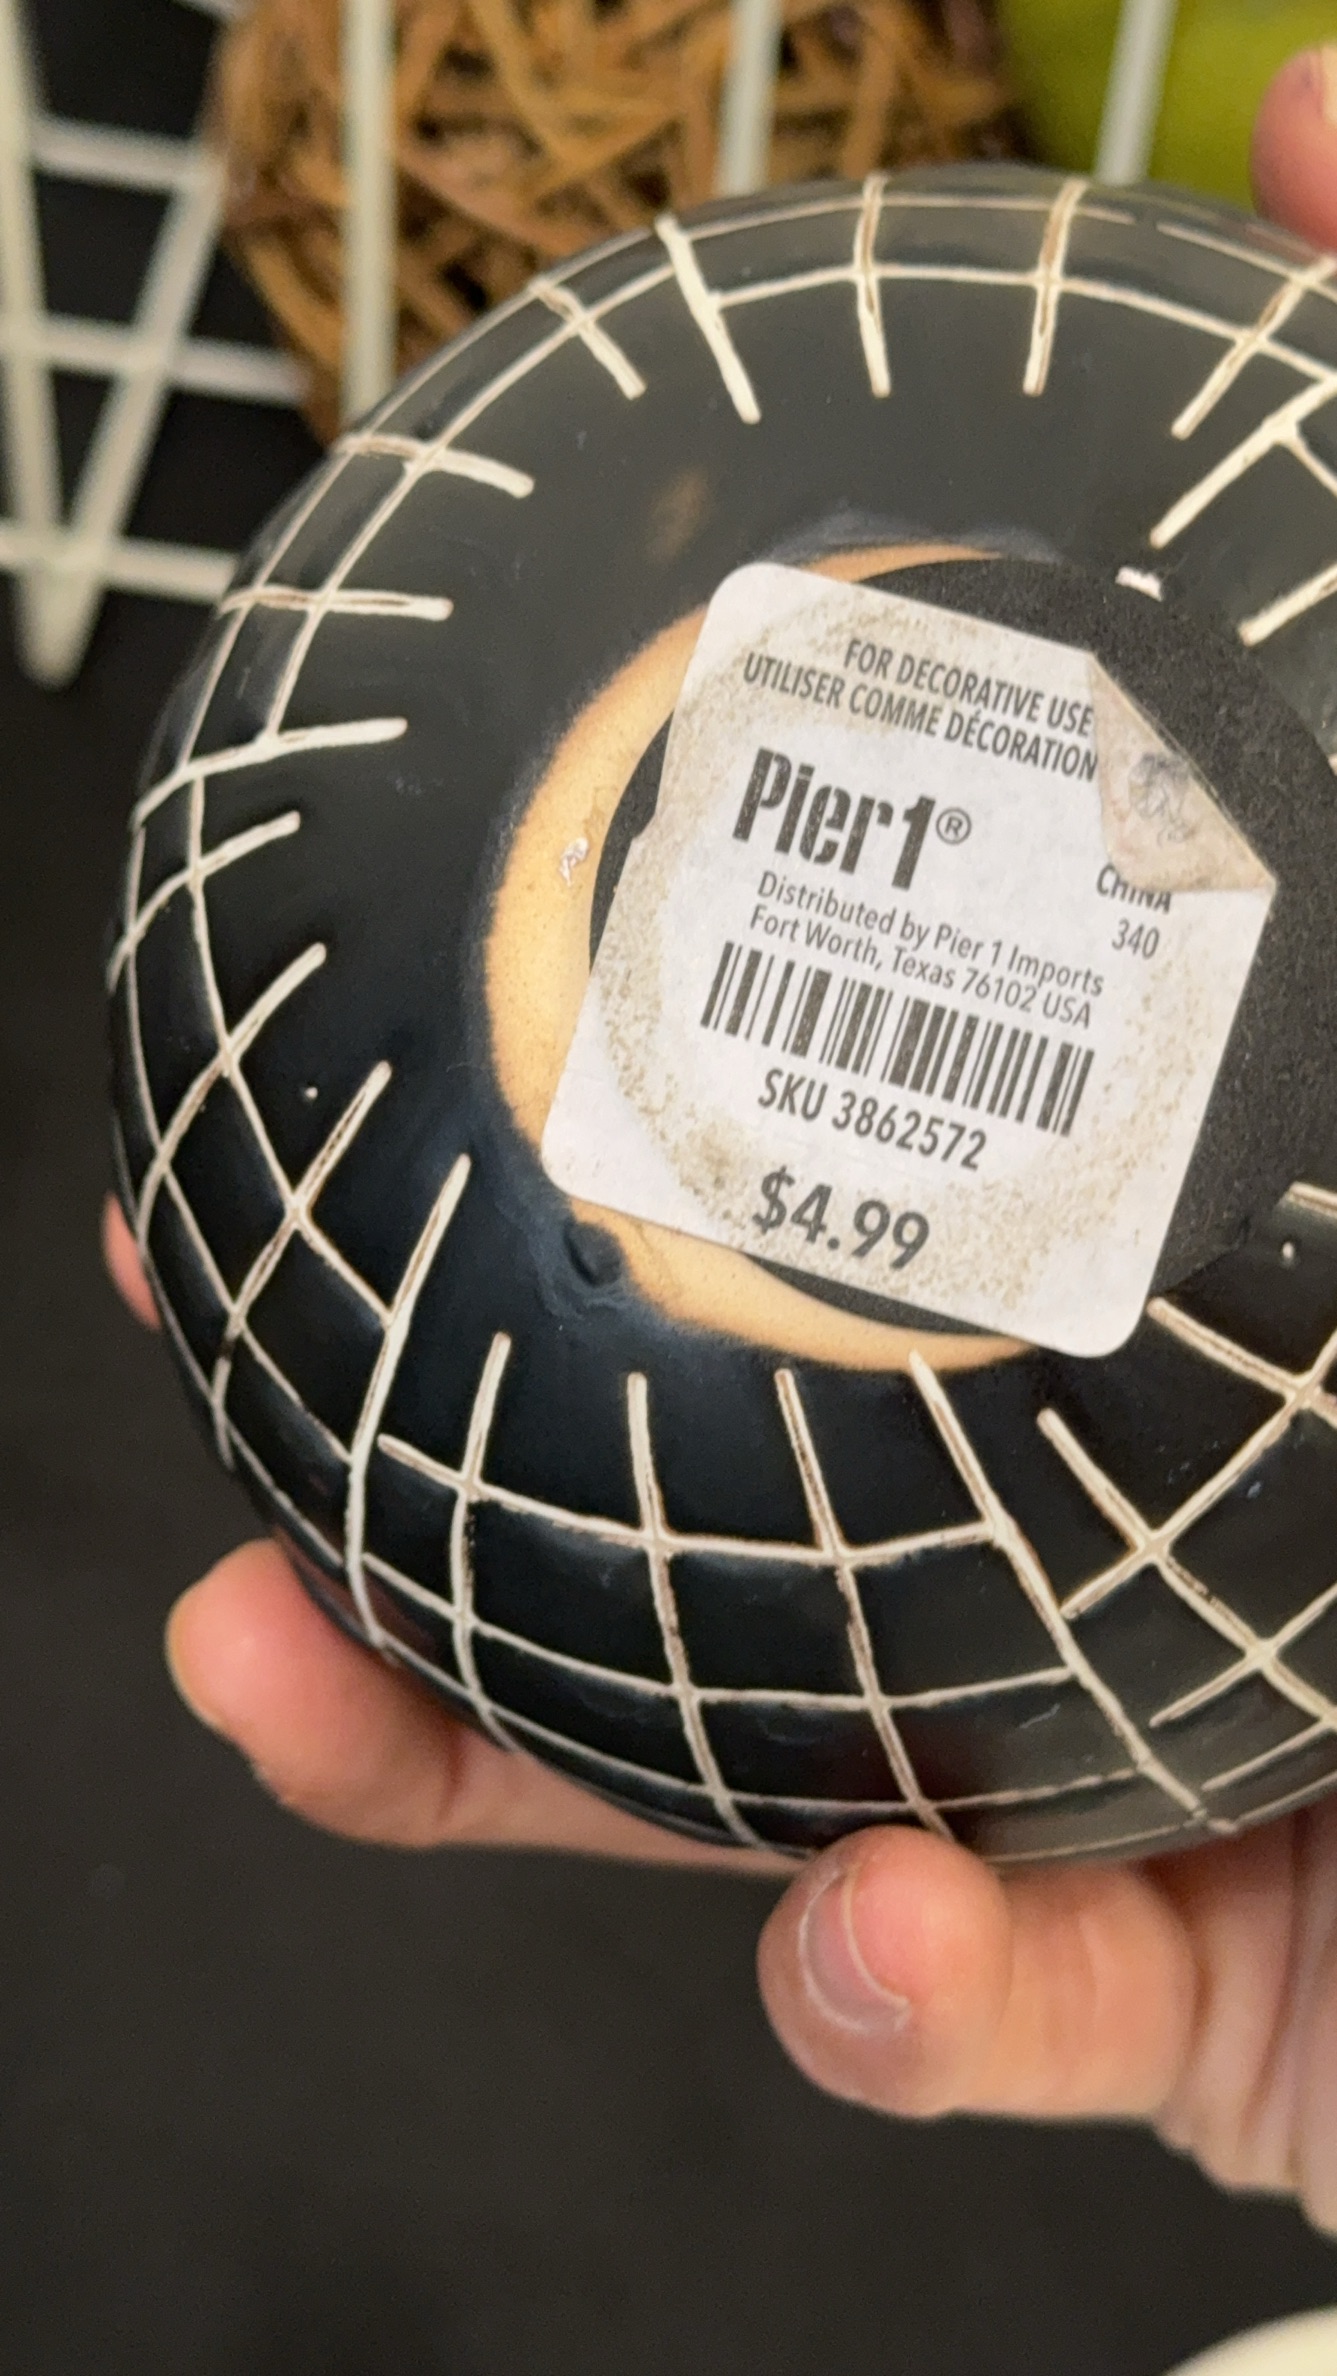 FOR DECORATIVE USE
UTILISER COMME DÉCORATION
Pier1®
CHINA
340
Distributed by Pier 1 Imports
Fort Worth, Texas 76102 USA
SKU 3862572
$4.99